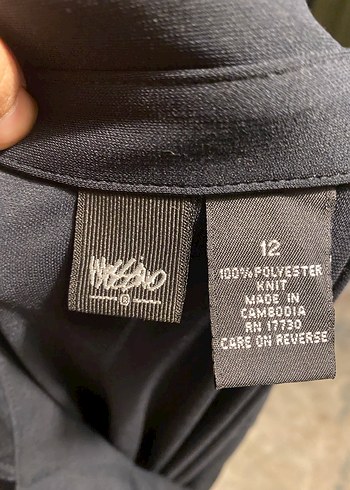 Mossimo
®
12
100% POLYESTER
KNIT
MADE IN
CAMBODIA
RN 17730
CARE ON REVERSE